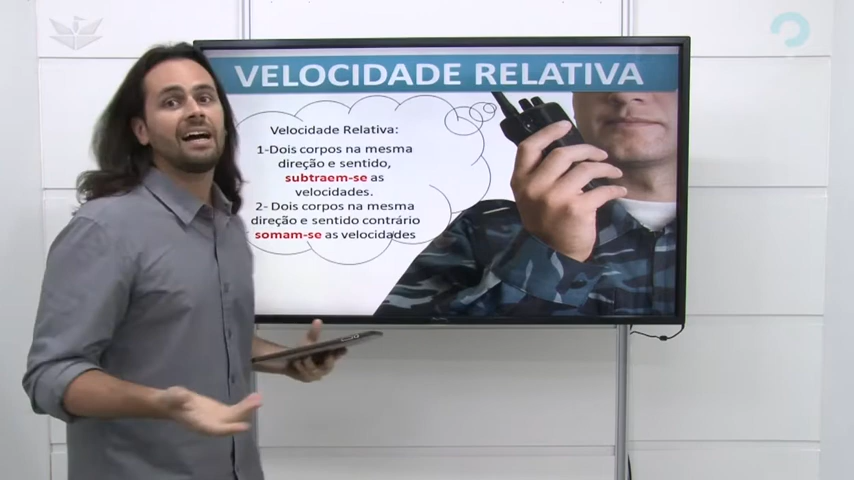 VELOCIDADE RELATIVA
Velocidade Relativa:
1-Dois corpos na mesma
direção e sentido,
subtraem-se as
velocidades.
2- Dois corpos na mesma
direção e sentido contrário
somam-se as velocidades